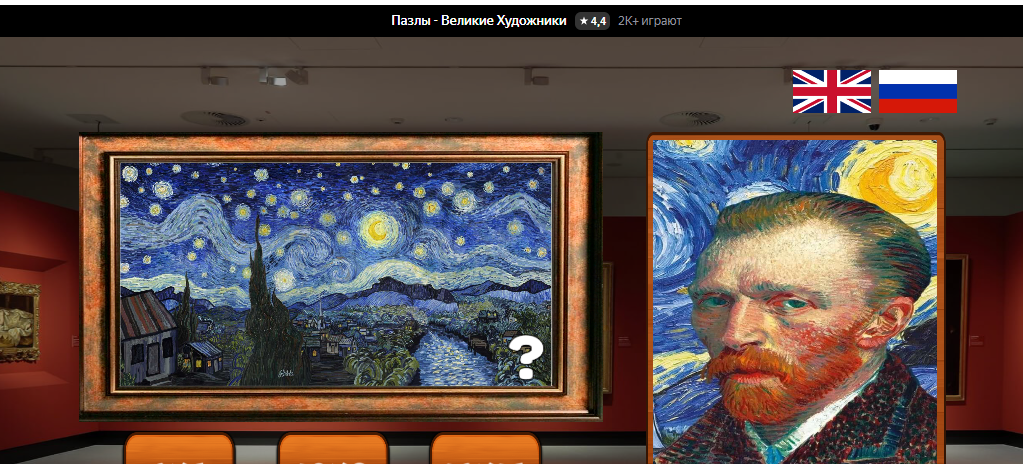 Пазлы - Великие Художники ★ 4,4 2K+ играют
?